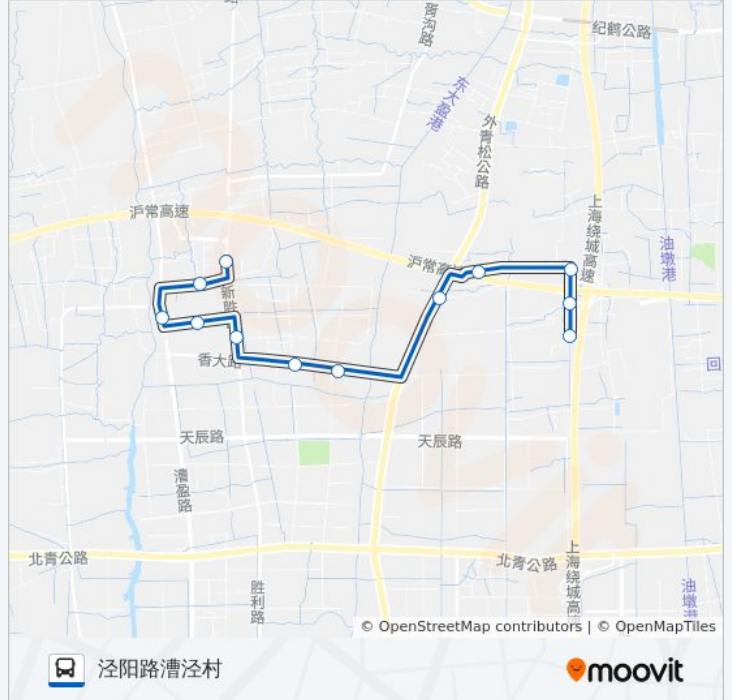 胥沟路
纪鹤公路
东大盈港
外青松公路
沪常高速
上海绕城高速
油墩港
沪常高
新胜
香大路
回
天辰路
天辰路
漕盈路
北青公路
北青公路
上海绕城高速
胜利路
油墩港
© OpenStreetMap contributors | © OpenMapTiles
泾阳路漕泾村
moovit